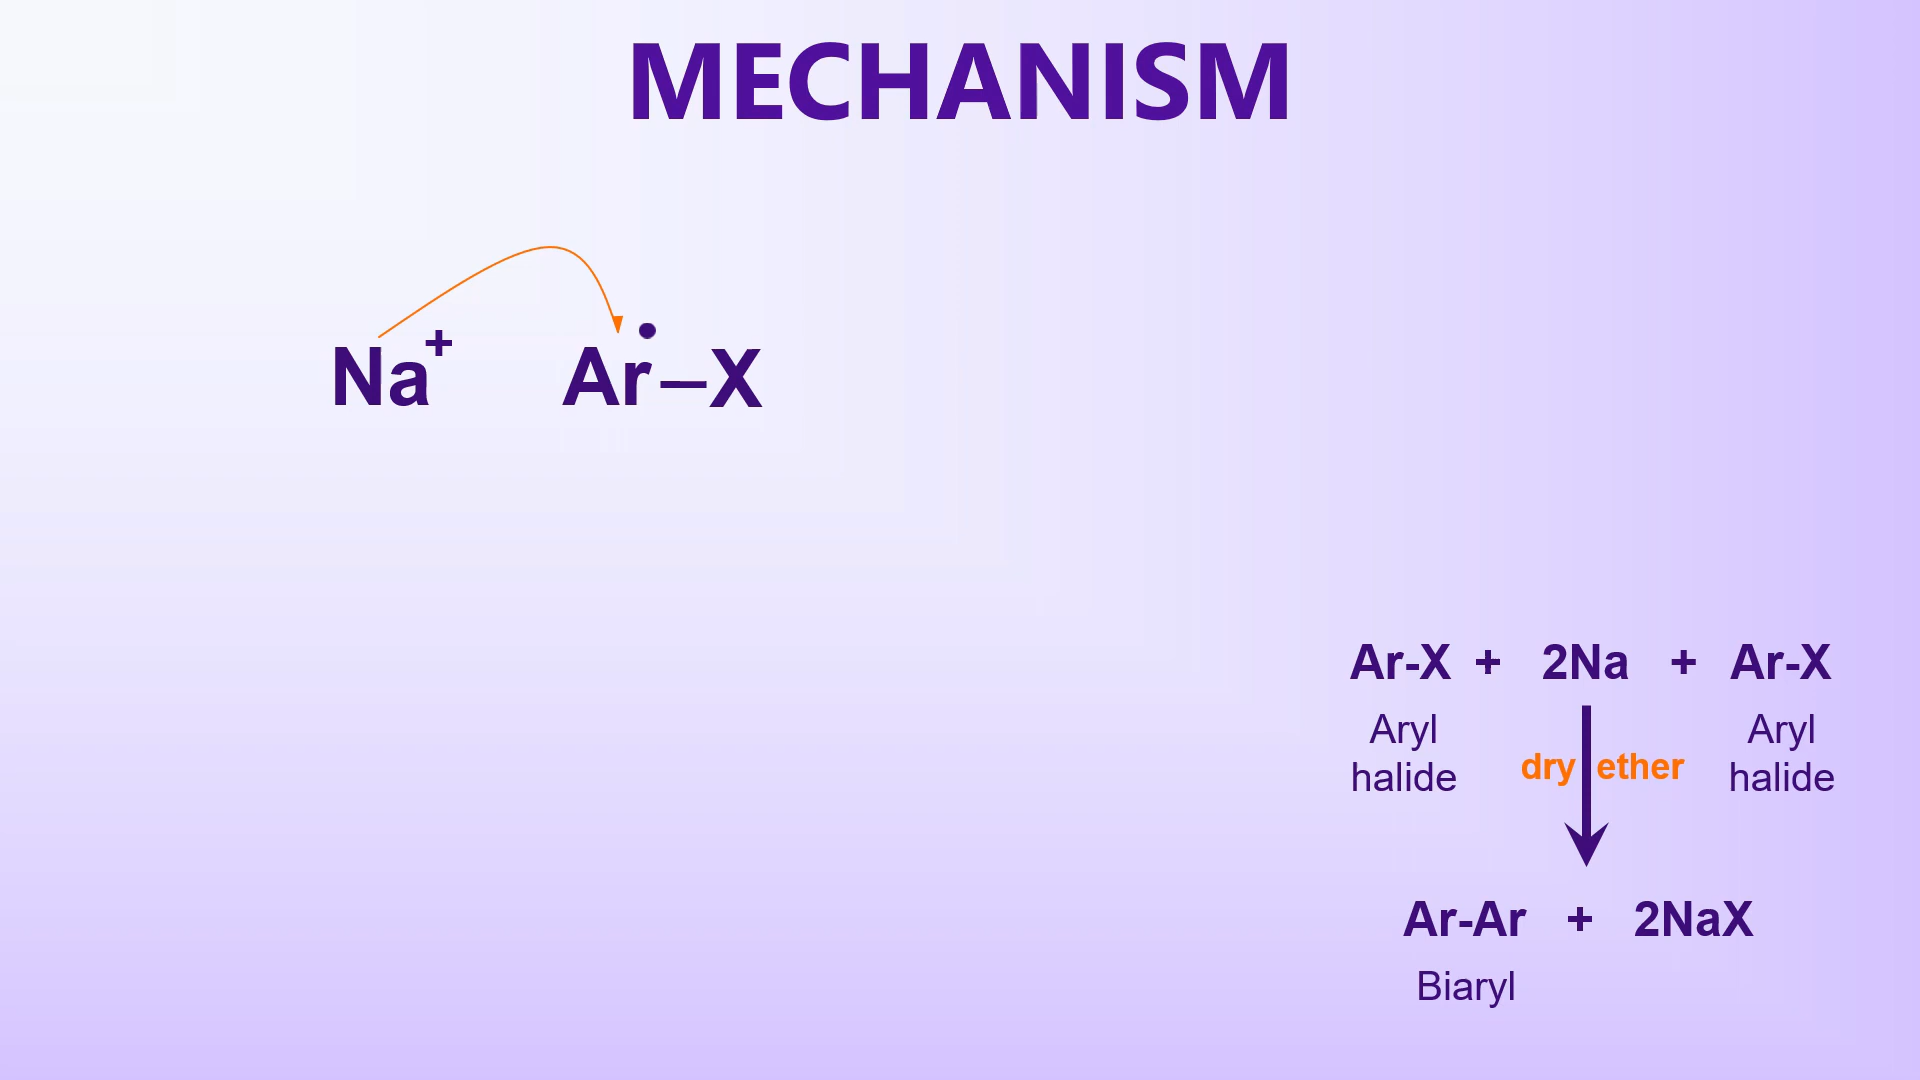 MECHANISM
Na+ Ar•–X
Ar-X + 2Na + Ar-X
Aryl halide
dry ether
Aryl halide
Ar-Ar + 2NaX
Biaryl